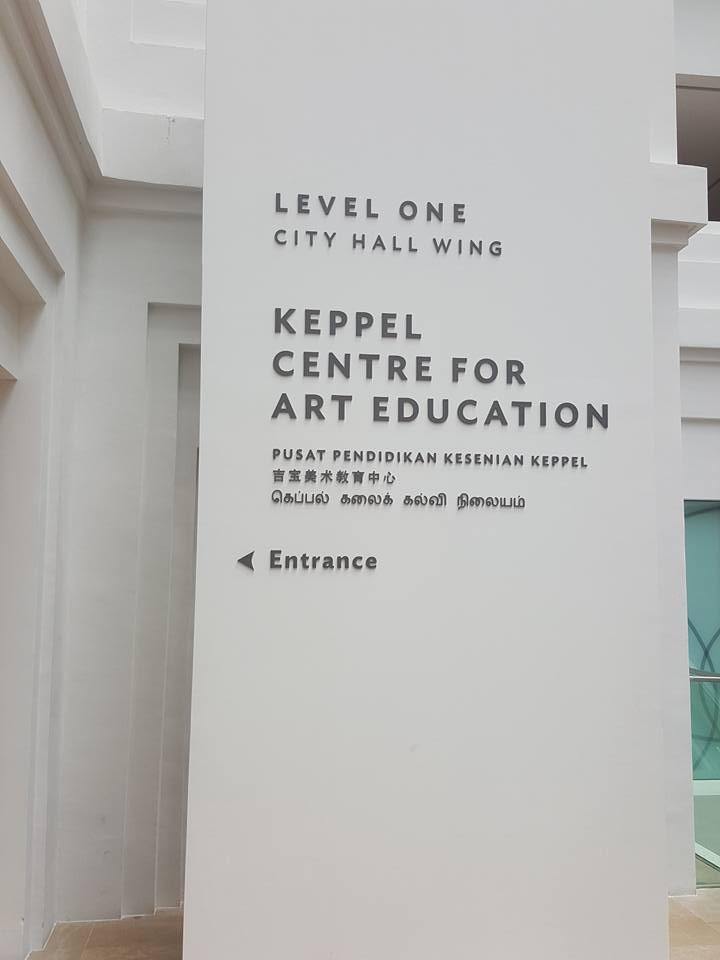 LEVEL ONE
CITY HALL WING
KEPPEL
CENTRE FOR
ART EDUCATION
PUSAT PENDIDIKAN KESENIAN KEPPEL
吉宝美术教育中心
கெப்பல் கலைக் கல்வி நிலையம்
Entrance